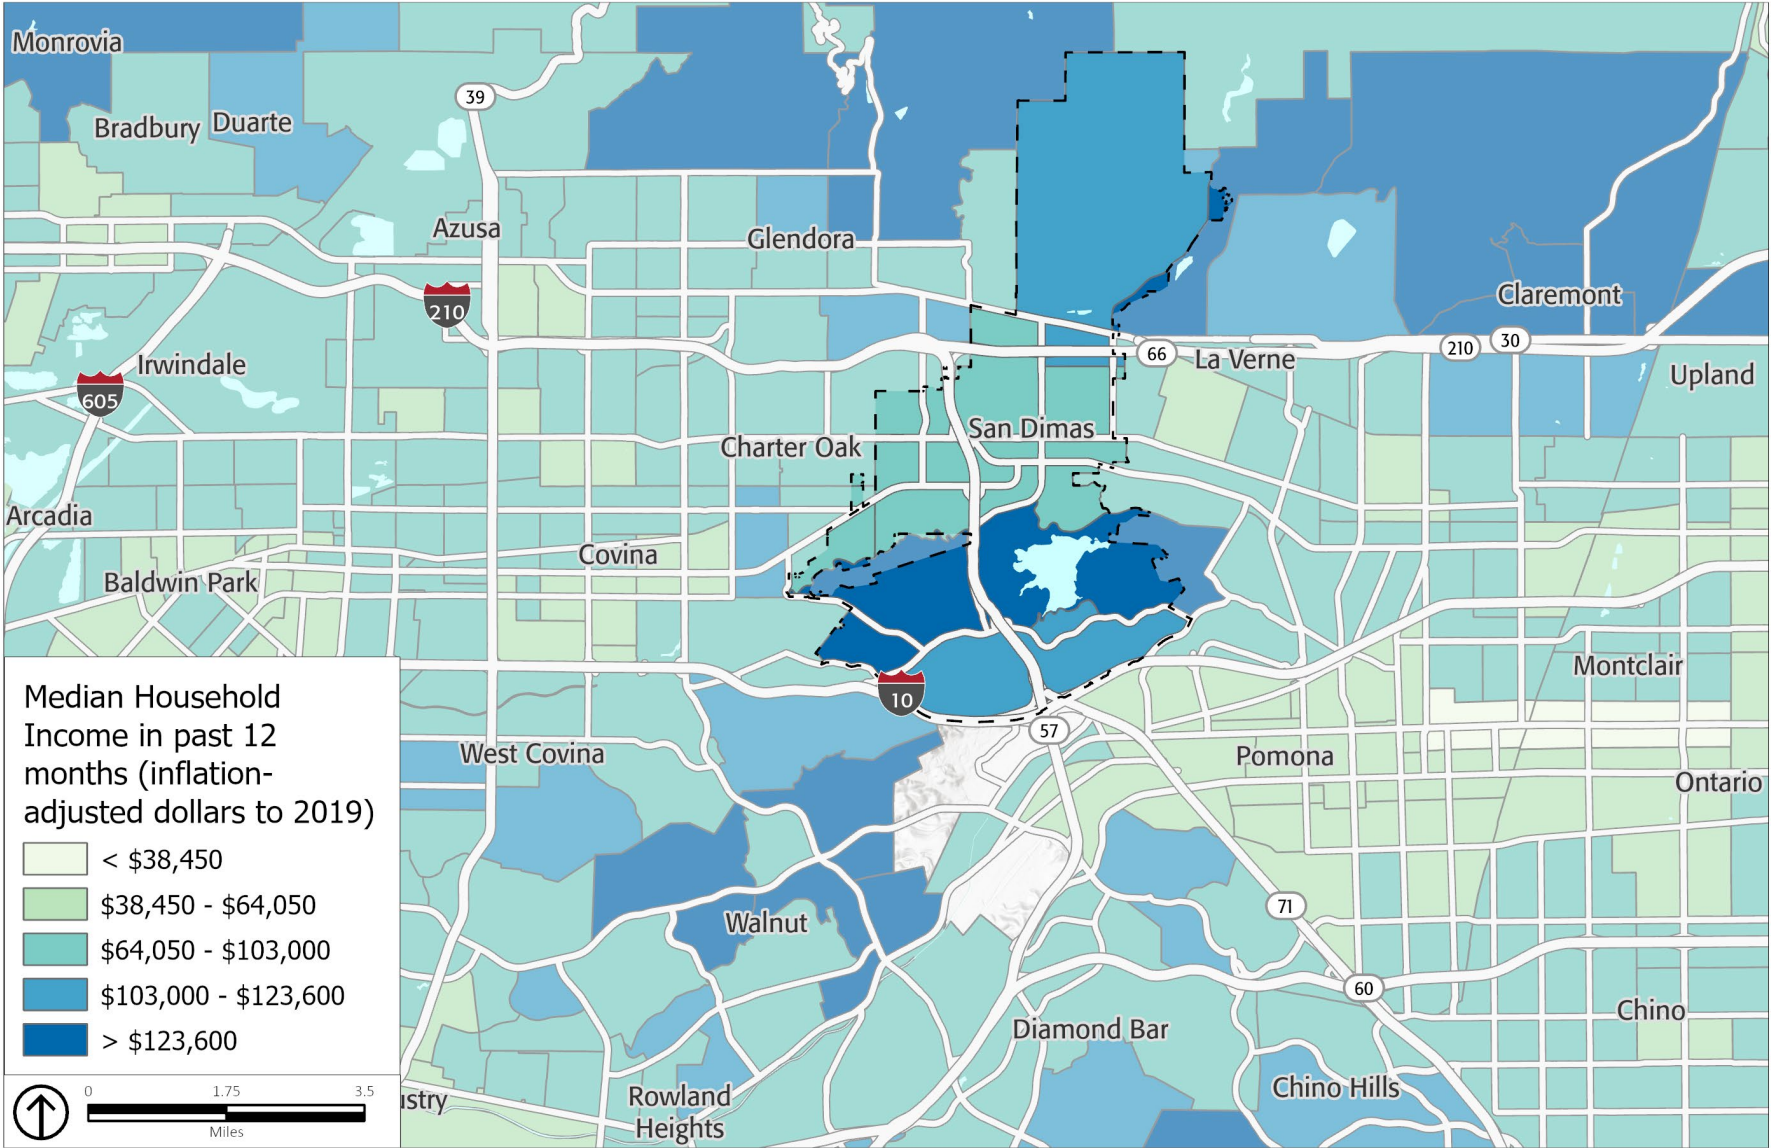 Monrovia
39
Bradbury
Duarte
Azusa
Glendora
210
Claremont
Irwindale
66
La Verne
210
30
Upland
605
Charter Oak
San Dimas
Arcadia
Covina
Baldwin Park
Montclair
10
57
West Covina
Pomona
Ontario
Walnut
71
60
Chino
Diamond Bar
Chino Hills
Rowland
Heights
ustry
Median Household
Income in past 12
months (inflation-
adjusted dollars to 2019)
< $38,450
$38,450 - $64,050
$64,050 - $103,000
$103,000 - $123,600
> $123,600
0 1.75 3.5
Miles